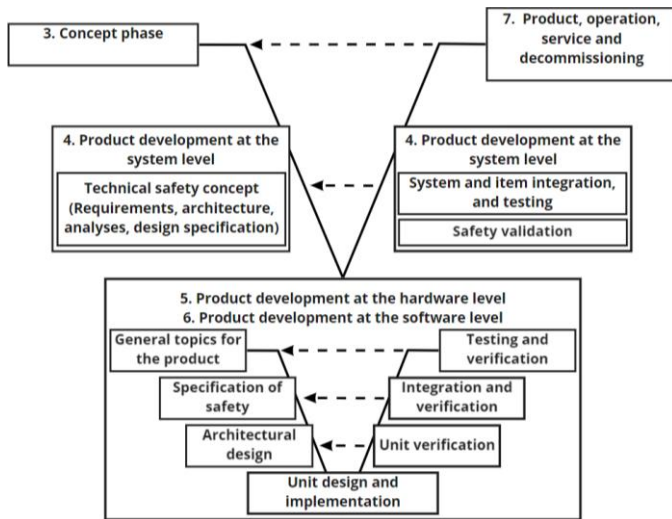 3. Concept phase
7. Product, operation,
service and
decommissioning
4. Product development at the
system level
Technical safety concept
(Requirements, architecture,
analyses, design specification)
4. Product development at the
system level
System and item integration,
and testing
Safety validation
5. Product development at the hardware level
6. Product development at the software level
General topics for
the product
Testing and
verification
Specification of
safety
Integration and
verification
Architectural
design
Unit verification
Unit design and
implementation